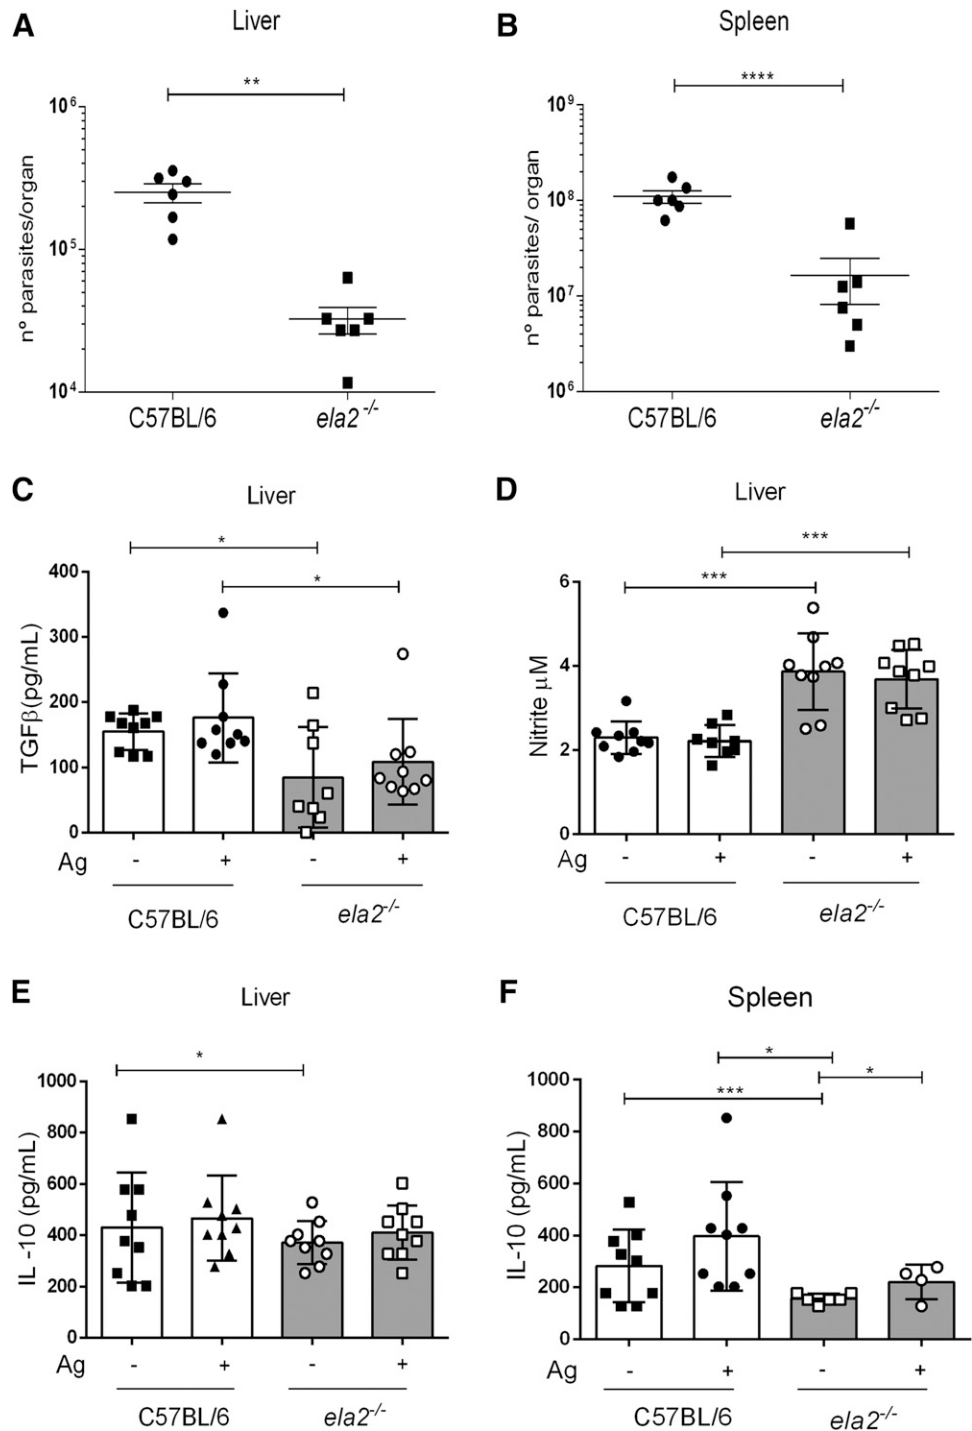 A
Liver
**
nº parasites/organ
10^6
10^5
10^4
C57BL/6
ela2^-/-
B
Spleen
****
nº parasites/ organ
10^9
10^8
10^7
10^6
C57BL/6
ela2^-/-
C
Liver
*
*
TGFβ(pg/mL)
400
300
200
100
0
Ag - + - +
C57BL/6 ela2^-/-
D
Liver
***
***
Nitrite µM
6
4
2
0
Ag - + - +
C57BL/6 ela2^-/-
E
Liver
*
IL -10 (pg/mL)
1000
800
600
400
200
0
Ag - + - +
C57BL/6 ela2^-/-
F
Spleen
*
*
***
IL-10 (pg/mL)
1000
800
600
400
200
0
Ag - + - +
C57BL/6 ela2^-/-